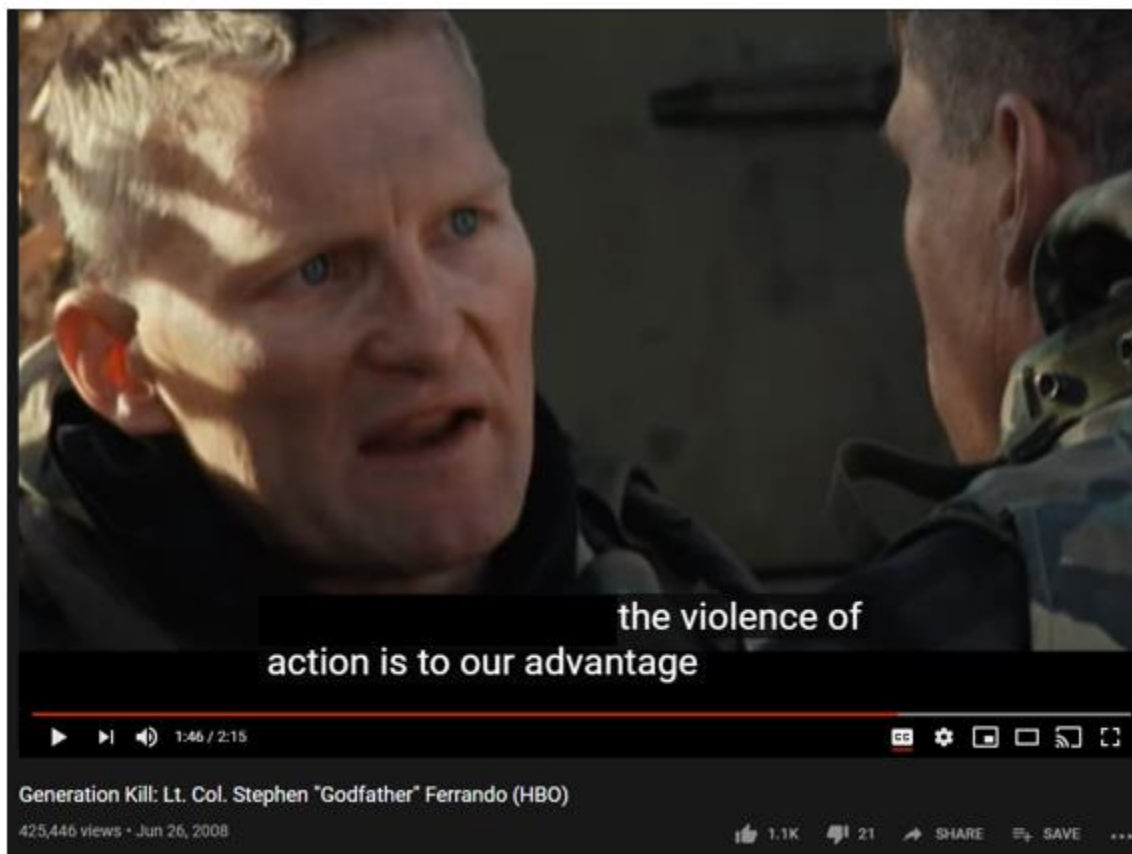 the violence of
action is to our advantage
1:46 / 2:15
CC
Generation Kill: Lt. Col. Stephen "Godfather" Ferrando (HBO)
425,446 views • Jun 26, 2008
1.1K 21 SHARE SAVE